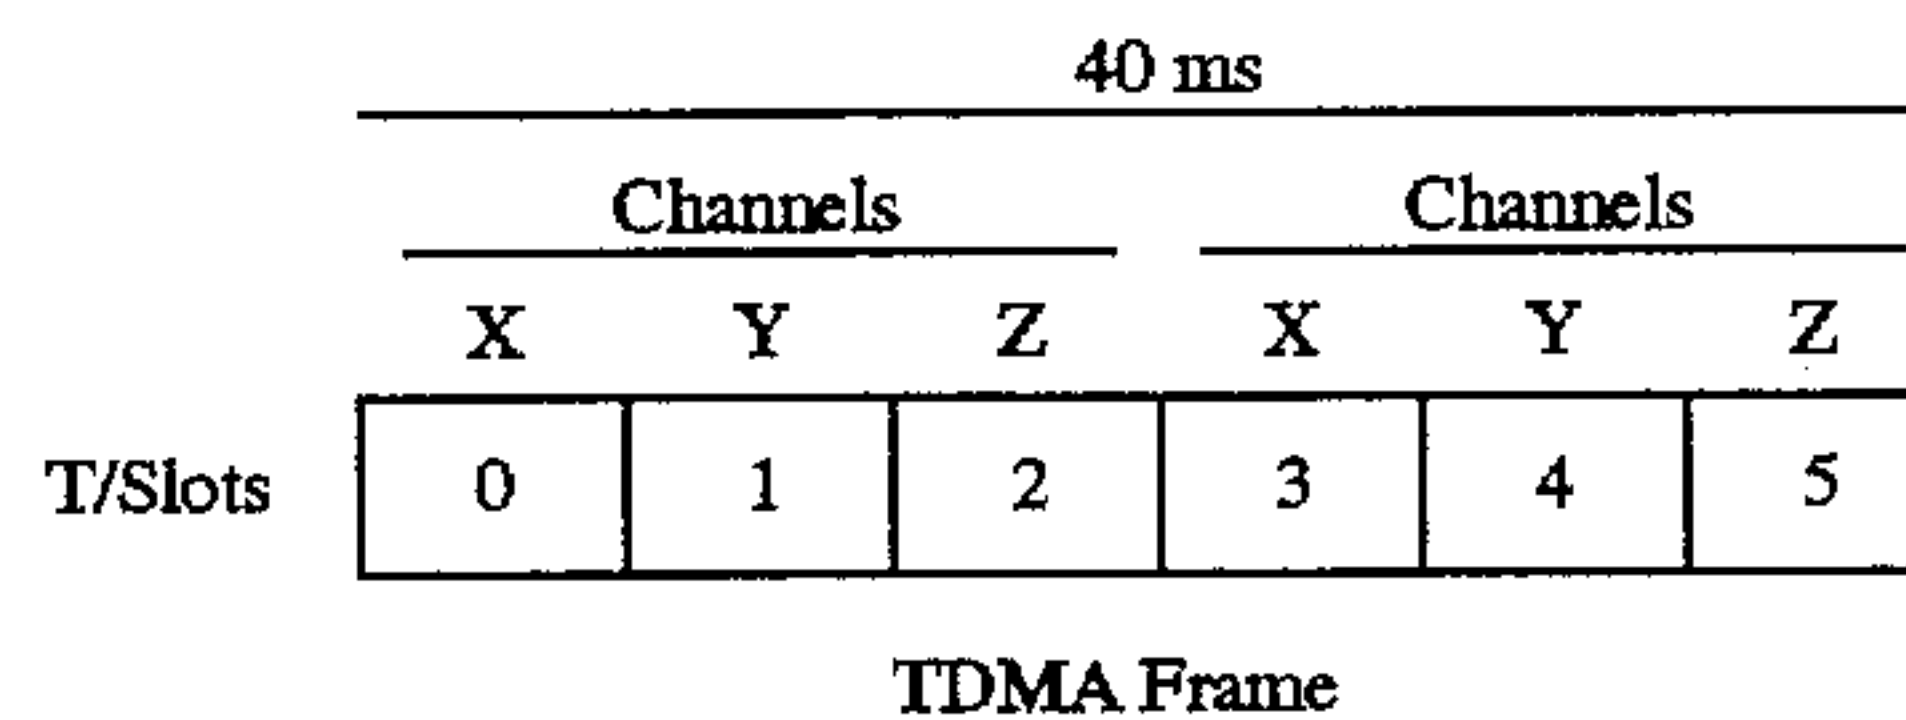 40 ms
Channels Channels
X Y Z X Y Z
T/Slots 0 1 2 3 4 5
TDMA Frame